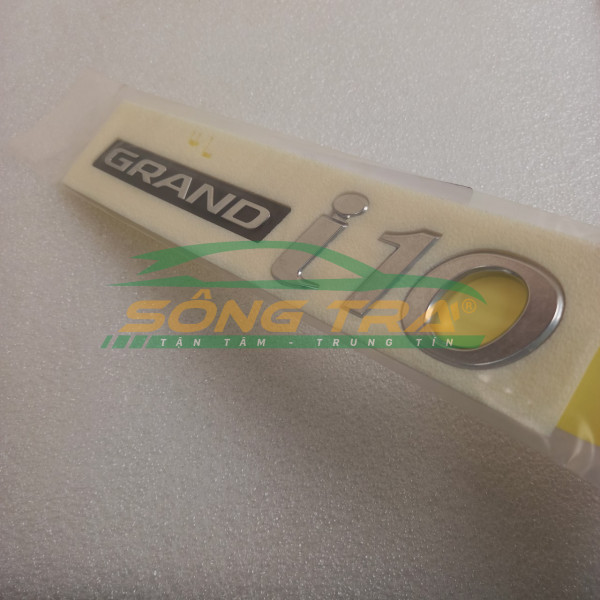 GRAND i10
SÔNG TRÀ®
TẬN TÂM - TRUNG TÍN